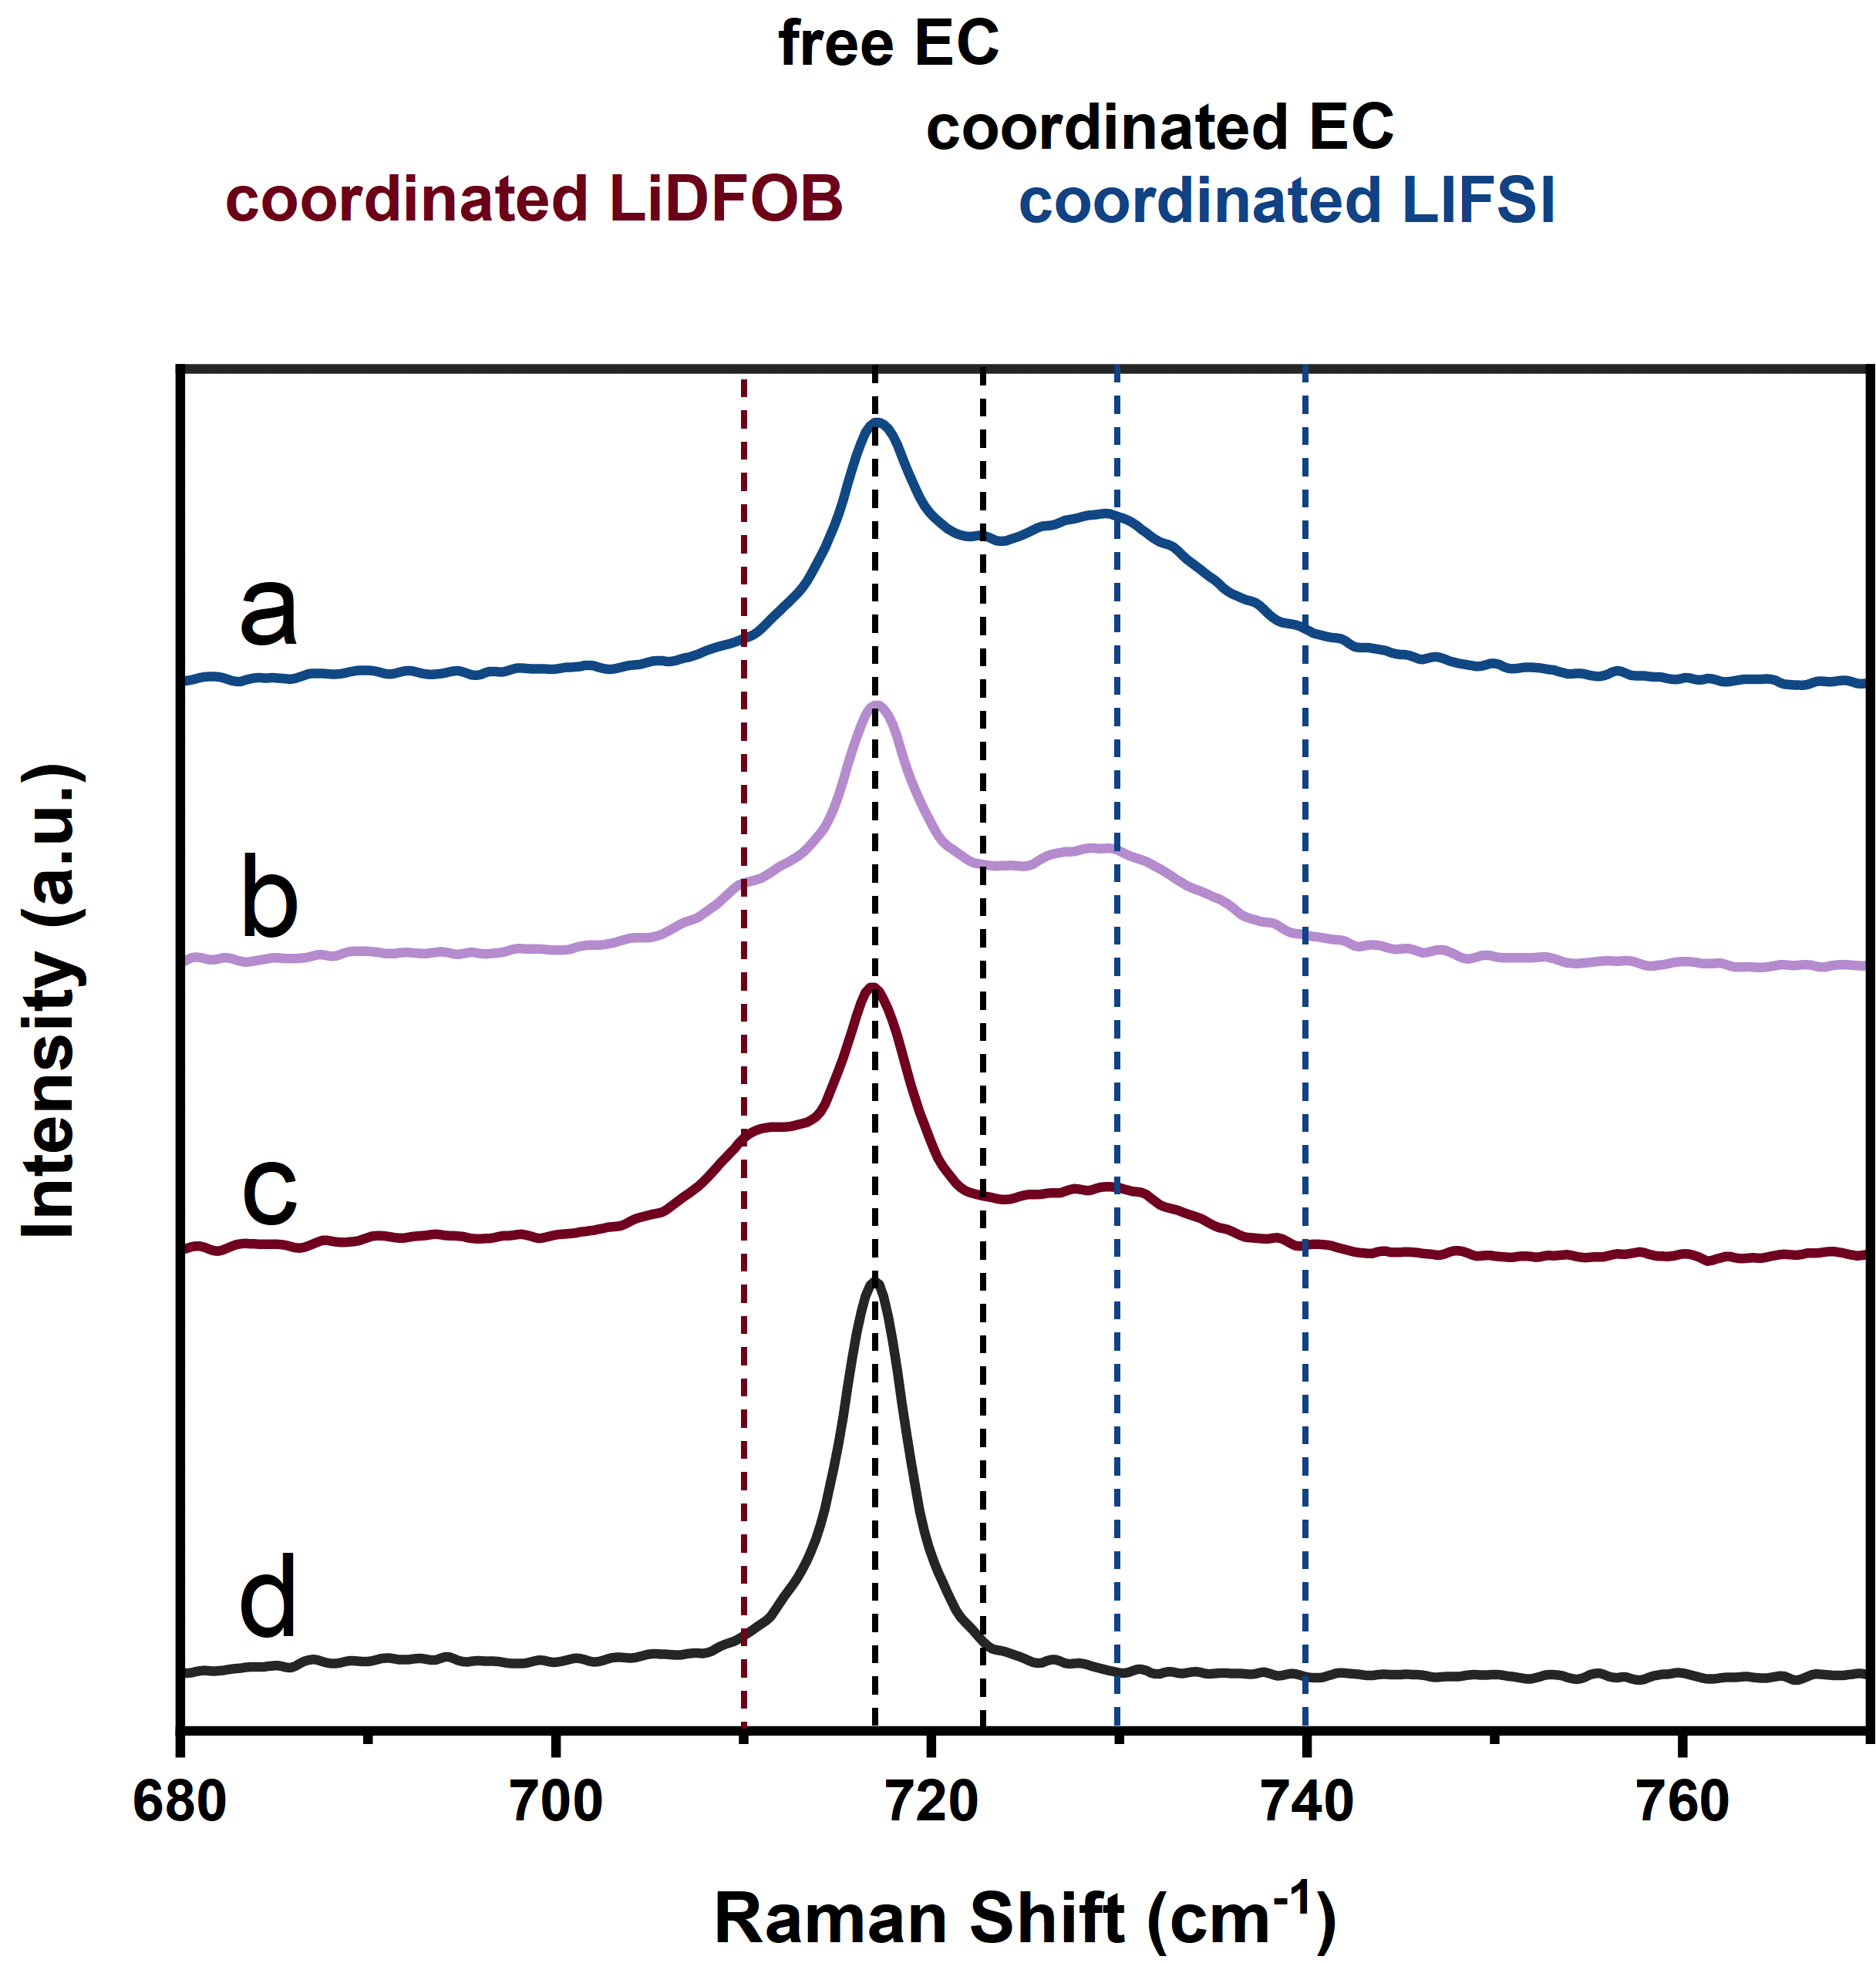 free EC
coordinated EC
coordinated LiDFOB
coordinated LIFSI
a
b
c
d
Intensity (a.u.)
680
700
720
740
760
Raman Shift (cm-1)